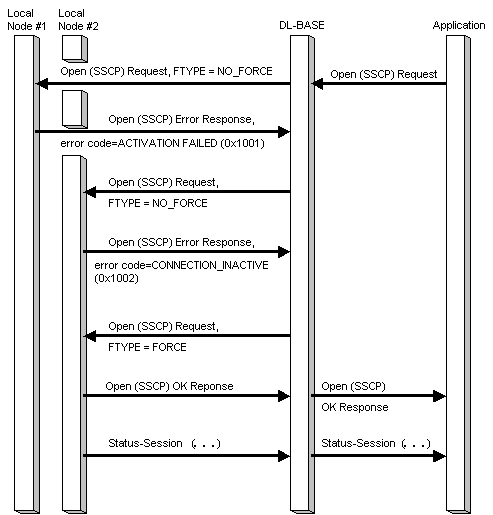 Local
Node #1
Local
Node #2
DL-BASE
Application
Open (SSCP) Request, FTYPE = NO_FORCE
Open (SSCP) Request
Open (SSCP) Error Response,
error code=ACTIVATION FAILED (0x1001)
Open (SSCP) Request,
FTYPE = NO_FORCE
Open (SSCP) Error Response,
error code=CONNECTION_INACTIVE
(0x1002)
Open (SSCP) Request,
FTYPE = FORCE
Open (SSCP) OK Reponse
Open (SSCP)
OK Response
Status-Session (, . . . )
Status-Session (, . . . )